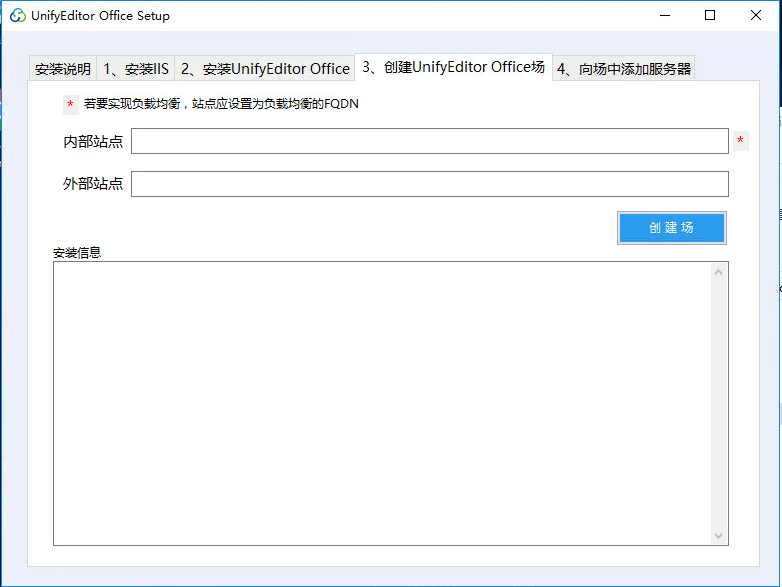 UnifyEditor Office Setup
安装说明
1、安装IIS
2、安装UnifyEditor Office
3、创建UnifyEditor Office场
4、向场中添加服务器
* 若要实现负载均衡，站点应设置为负载均衡的FQDN
内部站点 *
外部站点
创 建 场
安装信息